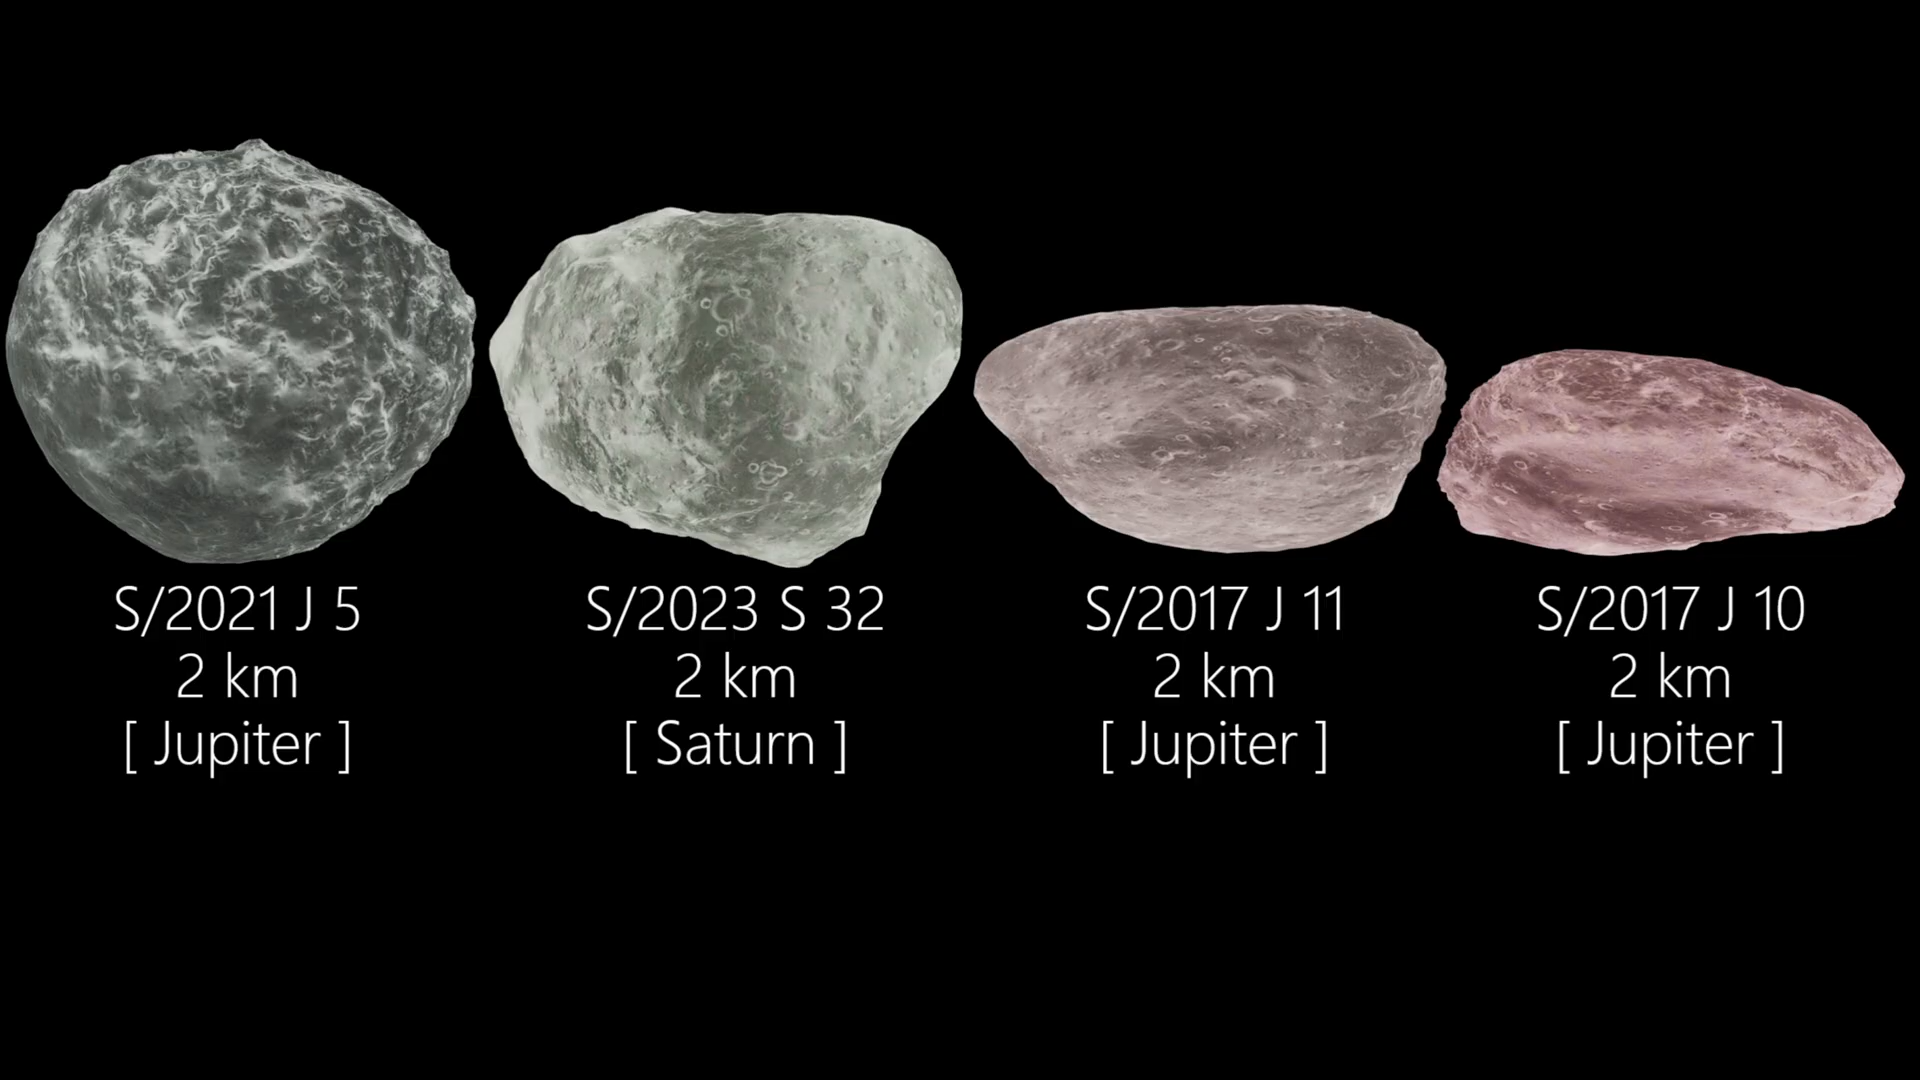 S/2021 J 5
2 km
[ Jupiter ]
S/2023 S 32
2 km
[ Saturn ]
S/2017 J 11
2 km
[ Jupiter ]
S/2017 J 10
2 km
[ Jupiter ]